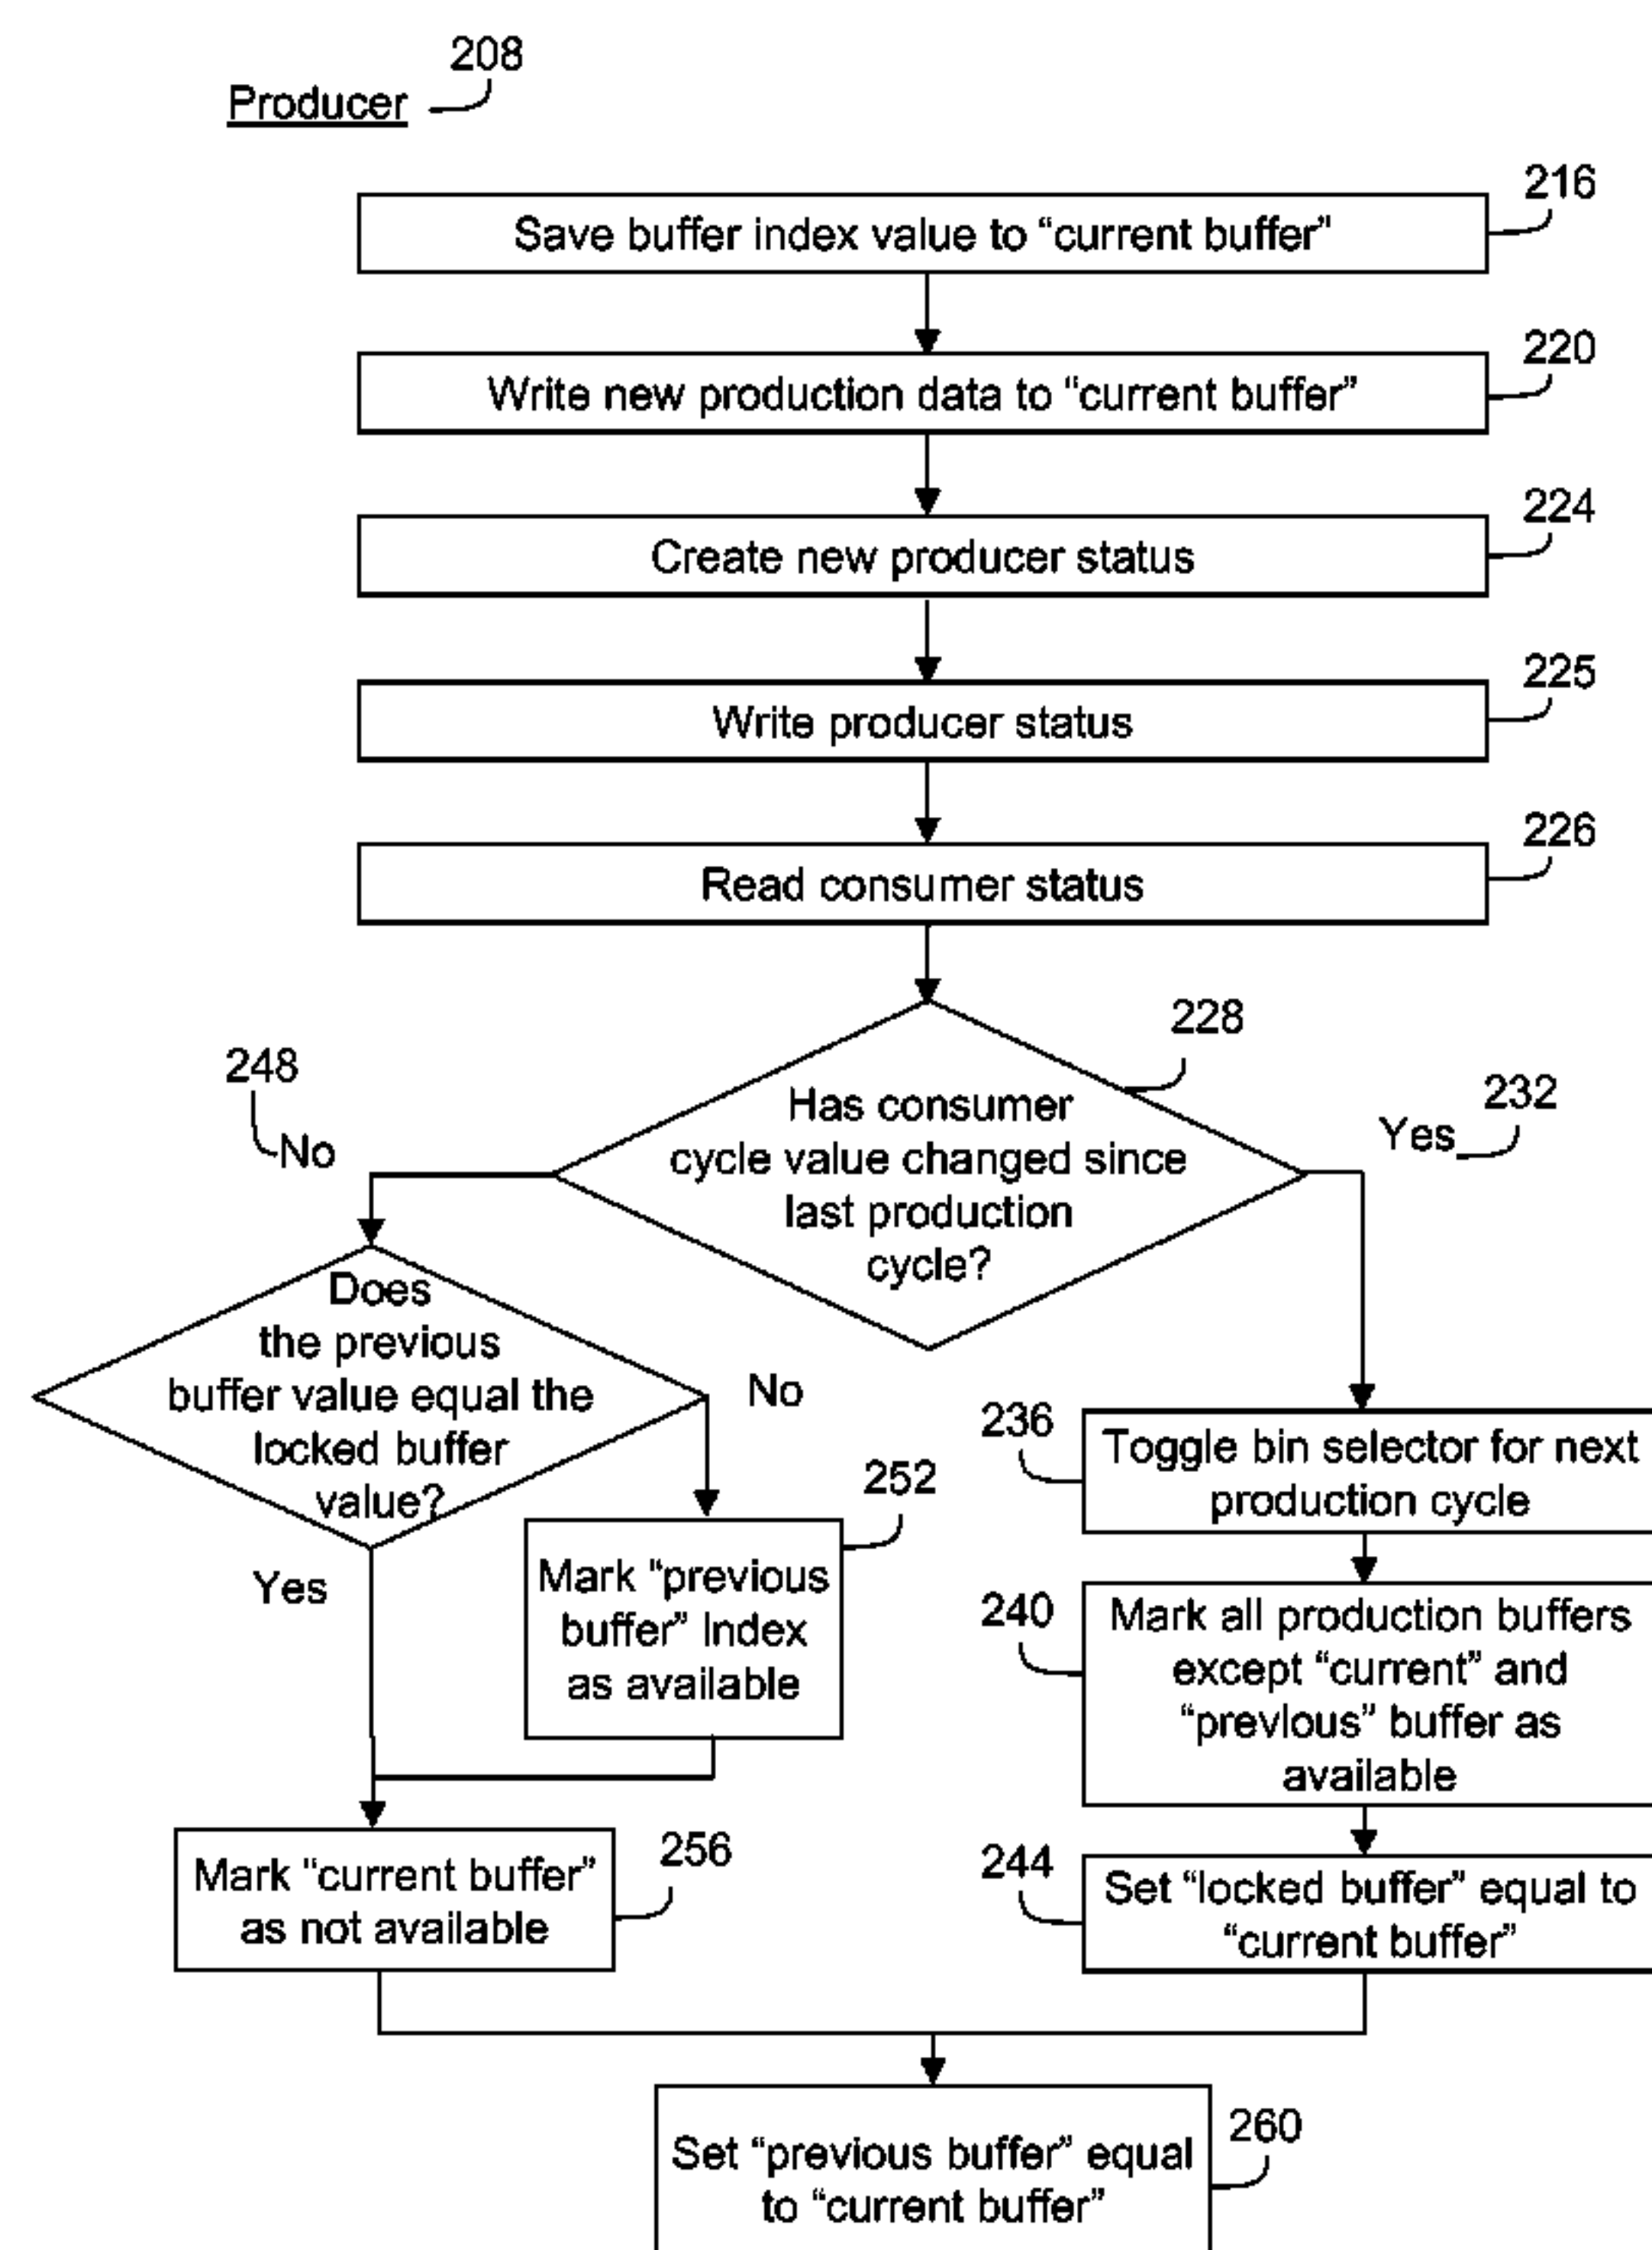 208
Producer
216
Save buffer index value to “current buffer”
220
Write new production data to “current buffer”
224
Create new producer status
225
Write producer status
226
Read consumer status
228
Has consumer
cycle value changed since
last production
cycle?
248
No
232
Yes
Does
the previous
buffer value equal the
locked buffer
value?
No
Yes
252
Mark “previous
buffer” Index
as available
236
Toggle bin selector for next
production cycle
240
Mark all production buffers
except “current” and
“previous” buffer as
available
256
Mark “current buffer”
as not available
244
Set “locked buffer” equal to
“current buffer”
260
Set “previous buffer” equal
to “current buffer”